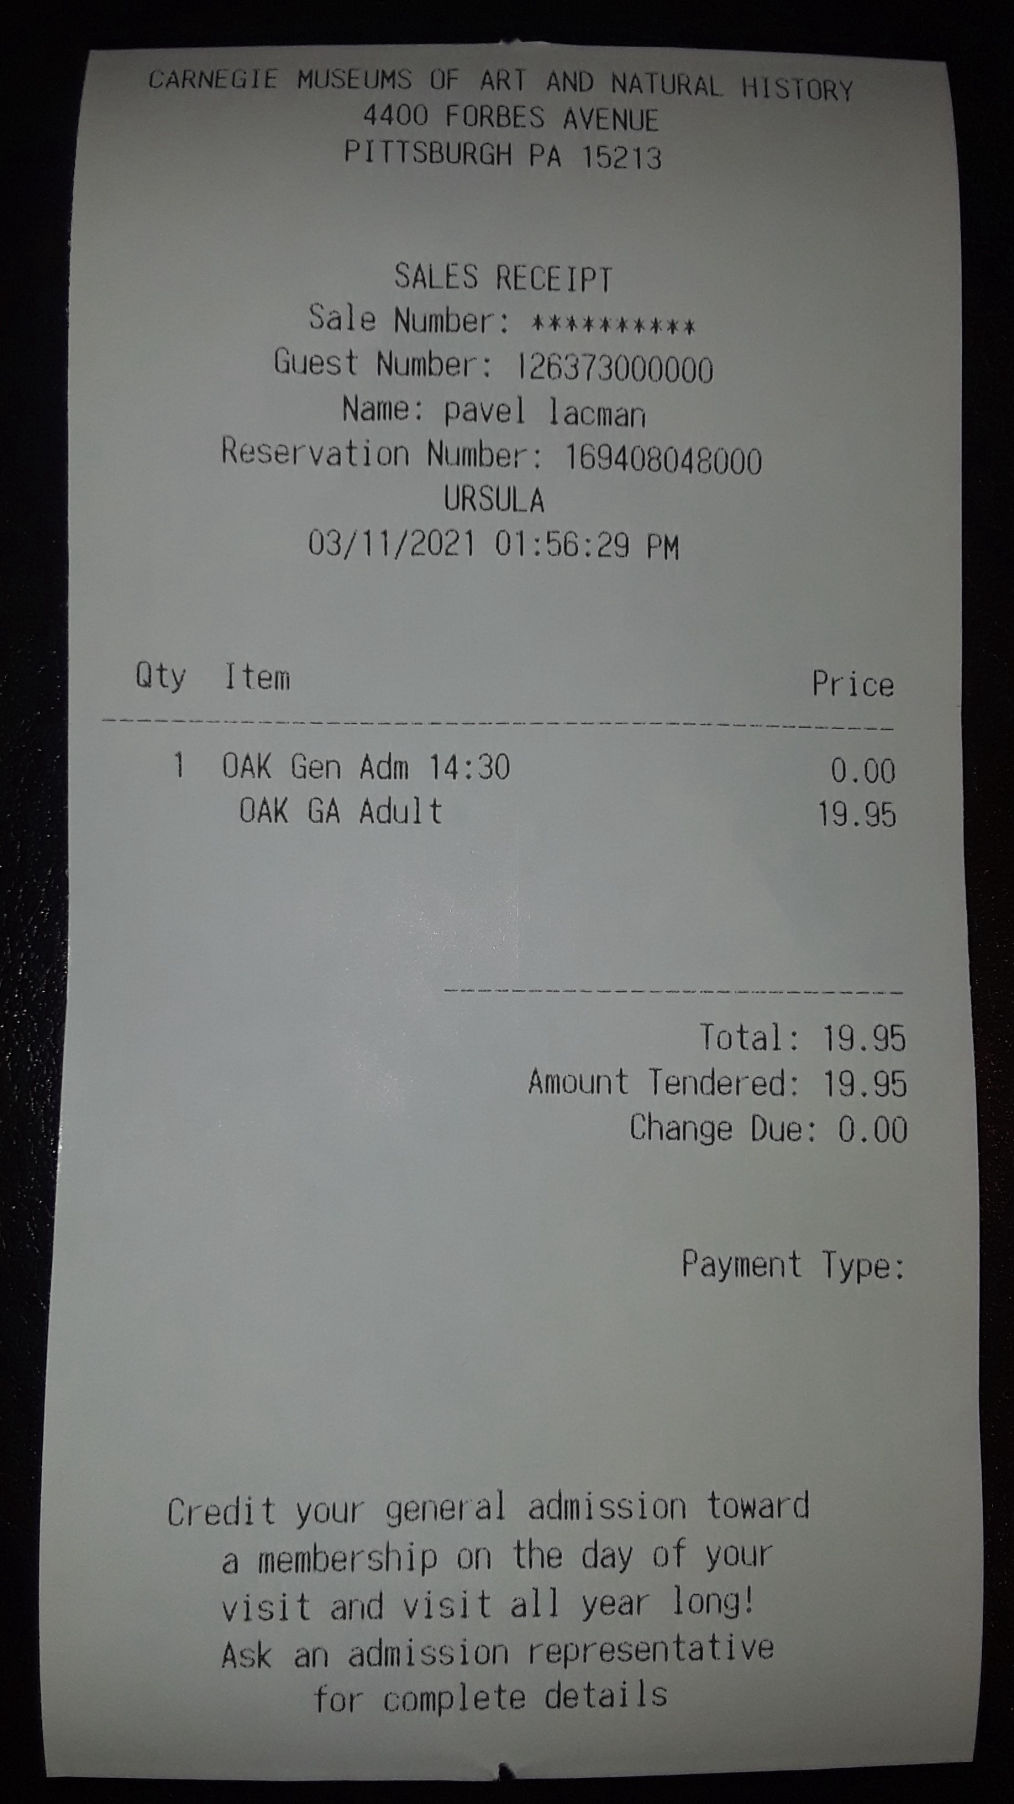 CARNEGIE MUSEUMS OF ART AND NATURAL HISTORY
4400 FORBES AVENUE
PITTSBURGH PA 15213
SALES RECEIPT
Sale Number: **********
Guest Number: 126373000000
Name: pavel lacman
Reservation Number: 169408048000
URSULA
03/11/2021 01:56:29 PM
Qty Item Price
1 OAK Gen Adm 14:30 0.00
OAK GA Adult 19.95
Total: 19.95
Amount Tendered: 19.95
Change Due: 0.00
Payment Type:
Credit your general admission toward
a membership on the day of your
visit and visit all year long!
Ask an admission representative
for complete details